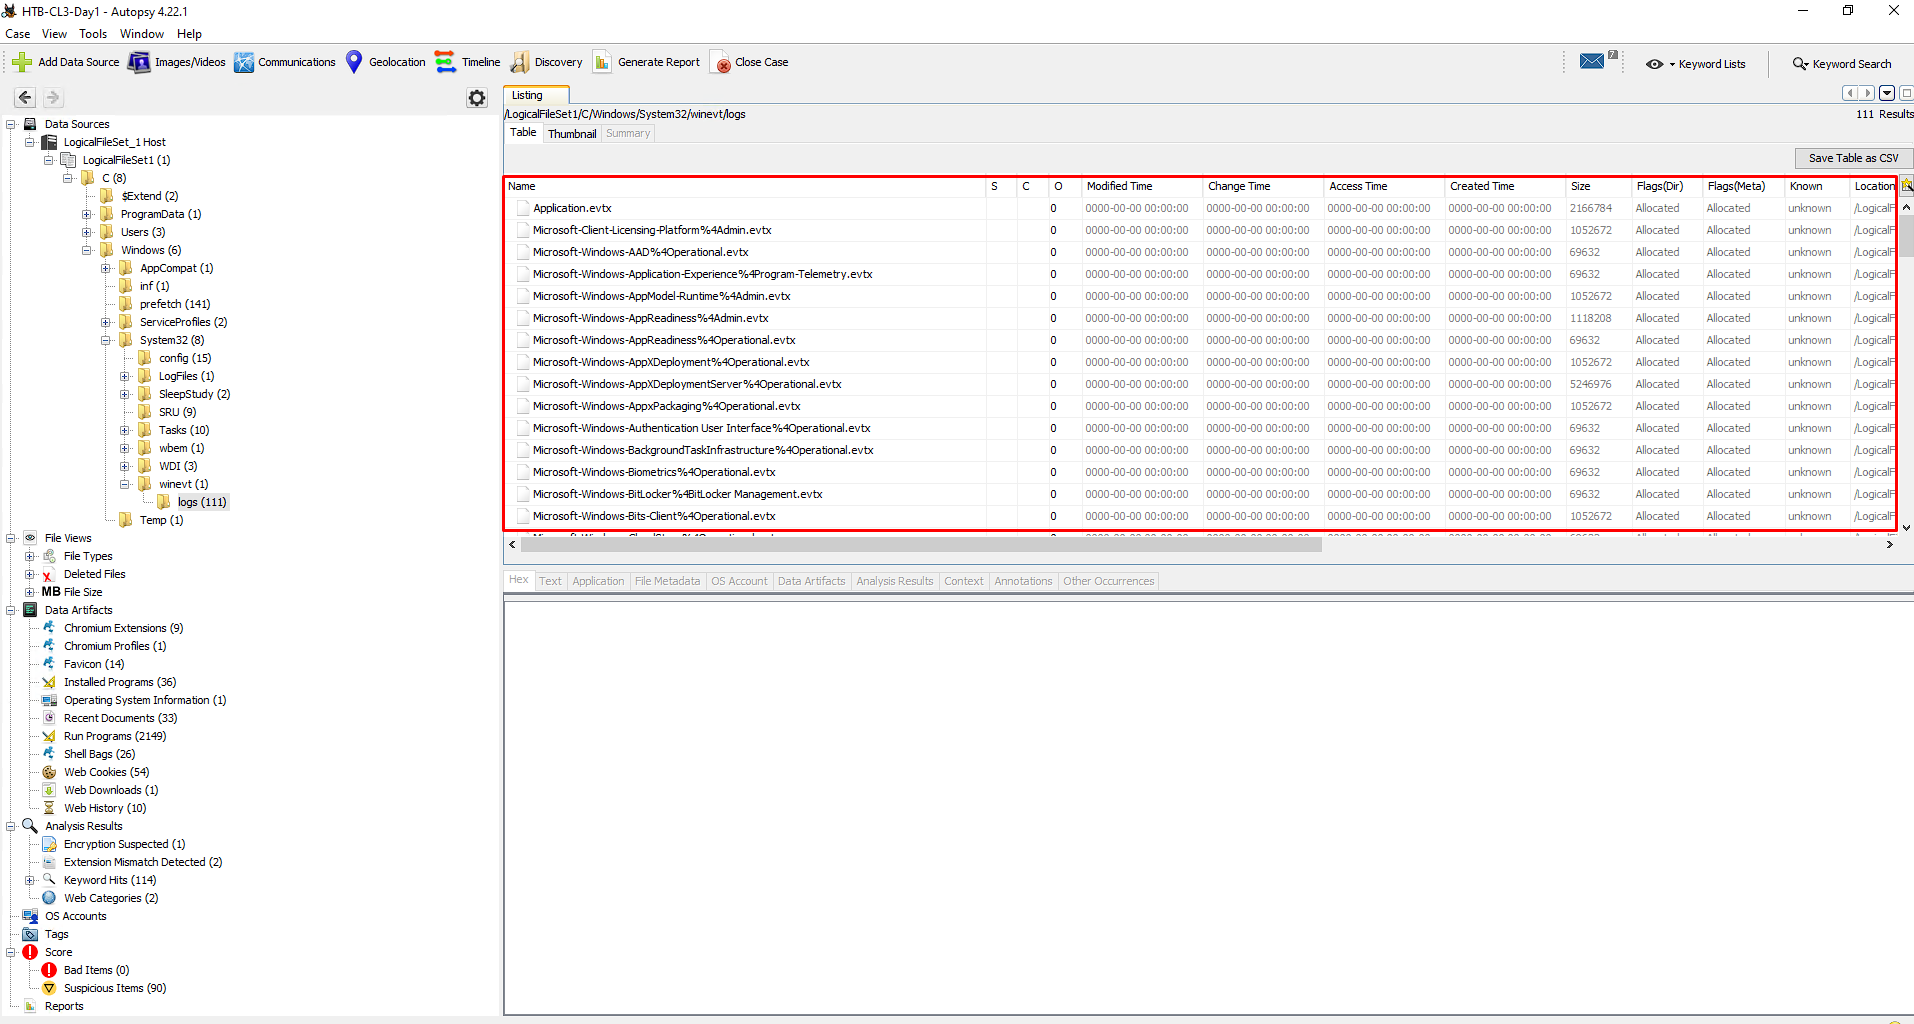 HTB-CL3-Day1 - Autopsy 4.22.1
Case View Tools Window Help
Add Data Source Images/Videos Communications Geolocation Timeline Discovery Generate Report Close Case 7 Keyword Lists Keyword Search
Data Sources
LogicalFileSet_1 Host
LogicalFileSet1 (1)
C (8)
$Extend (2)
ProgramData (1)
Users (3)
Windows (6)
AppCompat (1)
inf (1)
prefetch (141)
ServiceProfiles (2)
System32 (8)
config (15)
LogFiles (1)
SleepStudy (2)
SRU (9)
Tasks (10)
wbem (1)
WDI (3)
winevt (1)
logs (111)
Temp (1)
File Views
File Types
Deleted Files
MB File Size
Data Artifacts
Chromium Extensions (9)
Chromium Profiles (1)
Favicon (14)
Installed Programs (36)
Operating System Information (1)
Recent Documents (33)
Run Programs (2149)
Shell Bags (26)
Web Cookies (54)
Web Downloads (1)
Web History (10)
Analysis Results
Encryption Suspected (1)
Extension Mismatch Detected (2)
Keyword Hits (114)
Web Categories (2)
OS Accounts
Tags
Score
Bad Items (0)
Suspicious Items (90)
Reports
Listing
/LogicalFileSet1/C/Windows/System32/winevt/logs
111 Results
Table Thumbnail Summary
Save Table as CSV
Name S C O Modified Time Change Time Access Time Created Time Size Flags(Dir) Flags(Meta) Known Location
Application.evtx 0 0000-00-00 00:00:00 0000-00-00 00:00:00 0000-00-00 00:00:00 0000-00-00 00:00:00 2166784 Allocated Allocated unknown /LogicalF
Microsoft-Client-Licensing-Platform%4Admin.evtx 0 0000-00-00 00:00:00 0000-00-00 00:00:00 0000-00-00 00:00:00 0000-00-00 00:00:00 1052672 Allocated Allocated unknown /LogicalF
Microsoft-Windows-AAD%4Operational.evtx 0 0000-00-00 00:00:00 0000-00-00 00:00:00 0000-00-00 00:00:00 0000-00-00 00:00:00 69632 Allocated Allocated unknown /LogicalF
Microsoft-Windows-Application-Experience%4Program-Telemetry.evtx 0 0000-00-00 00:00:00 0000-00-00 00:00:00 0000-00-00 00:00:00 0000-00-00 00:00:00 69632 Allocated Allocated unknown /LogicalF
Microsoft-Windows-AppModel-Runtime%4Admin.evtx 0 0000-00-00 00:00:00 0000-00-00 00:00:00 0000-00-00 00:00:00 0000-00-00 00:00:00 1052672 Allocated Allocated unknown /LogicalF
Microsoft-Windows-AppReadiness%4Admin.evtx 0 0000-00-00 00:00:00 0000-00-00 00:00:00 0000-00-00 00:00:00 0000-00-00 00:00:00 1118208 Allocated Allocated unknown /LogicalF
Microsoft-Windows-AppReadiness%4Operational.evtx 0 0000-00-00 00:00:00 0000-00-00 00:00:00 0000-00-00 00:00:00 0000-00-00 00:00:00 69632 Allocated Allocated unknown /LogicalF
Microsoft-Windows-AppXDeployment%4Operational.evtx 0 0000-00-00 00:00:00 0000-00-00 00:00:00 0000-00-00 00:00:00 0000-00-00 00:00:00 1052672 Allocated Allocated unknown /LogicalF
Microsoft-Windows-AppXDeploymentServer%4Operational.evtx 0 0000-00-00 00:00:00 0000-00-00 00:00:00 0000-00-00 00:00:00 0000-00-00 00:00:00 5246976 Allocated Allocated unknown /LogicalF
Microsoft-Windows-AppxPackaging%4Operational.evtx 0 0000-00-00 00:00:00 0000-00-00 00:00:00 0000-00-00 00:00:00 0000-00-00 00:00:00 1052672 Allocated Allocated unknown /LogicalF
Microsoft-Windows-Authentication User Interface%4Operational.evtx 0 0000-00-00 00:00:00 0000-00-00 00:00:00 0000-00-00 00:00:00 0000-00-00 00:00:00 69632 Allocated Allocated unknown /LogicalF
Microsoft-Windows-BackgroundTaskInfrastructure%4Operational.evtx 0 0000-00-00 00:00:00 0000-00-00 00:00:00 0000-00-00 00:00:00 0000-00-00 00:00:00 69632 Allocated Allocated unknown /LogicalF
Microsoft-Windows-Biometrics%4Operational.evtx 0 0000-00-00 00:00:00 0000-00-00 00:00:00 0000-00-00 00:00:00 0000-00-00 00:00:00 69632 Allocated Allocated unknown /LogicalF
Microsoft-Windows-BitLocker%4BitLocker Management.evtx 0 0000-00-00 00:00:00 0000-00-00 00:00:00 0000-00-00 00:00:00 0000-00-00 00:00:00 69632 Allocated Allocated unknown /LogicalF
Microsoft-Windows-Bits-Client%4Operational.evtx 0 0000-00-00 00:00:00 0000-00-00 00:00:00 0000-00-00 00:00:00 0000-00-00 00:00:00 1052672 Allocated Allocated unknown /LogicalF
Hex Text Application File Metadata OS Account Data Artifacts Analysis Results Context Annotations Other Occurrences